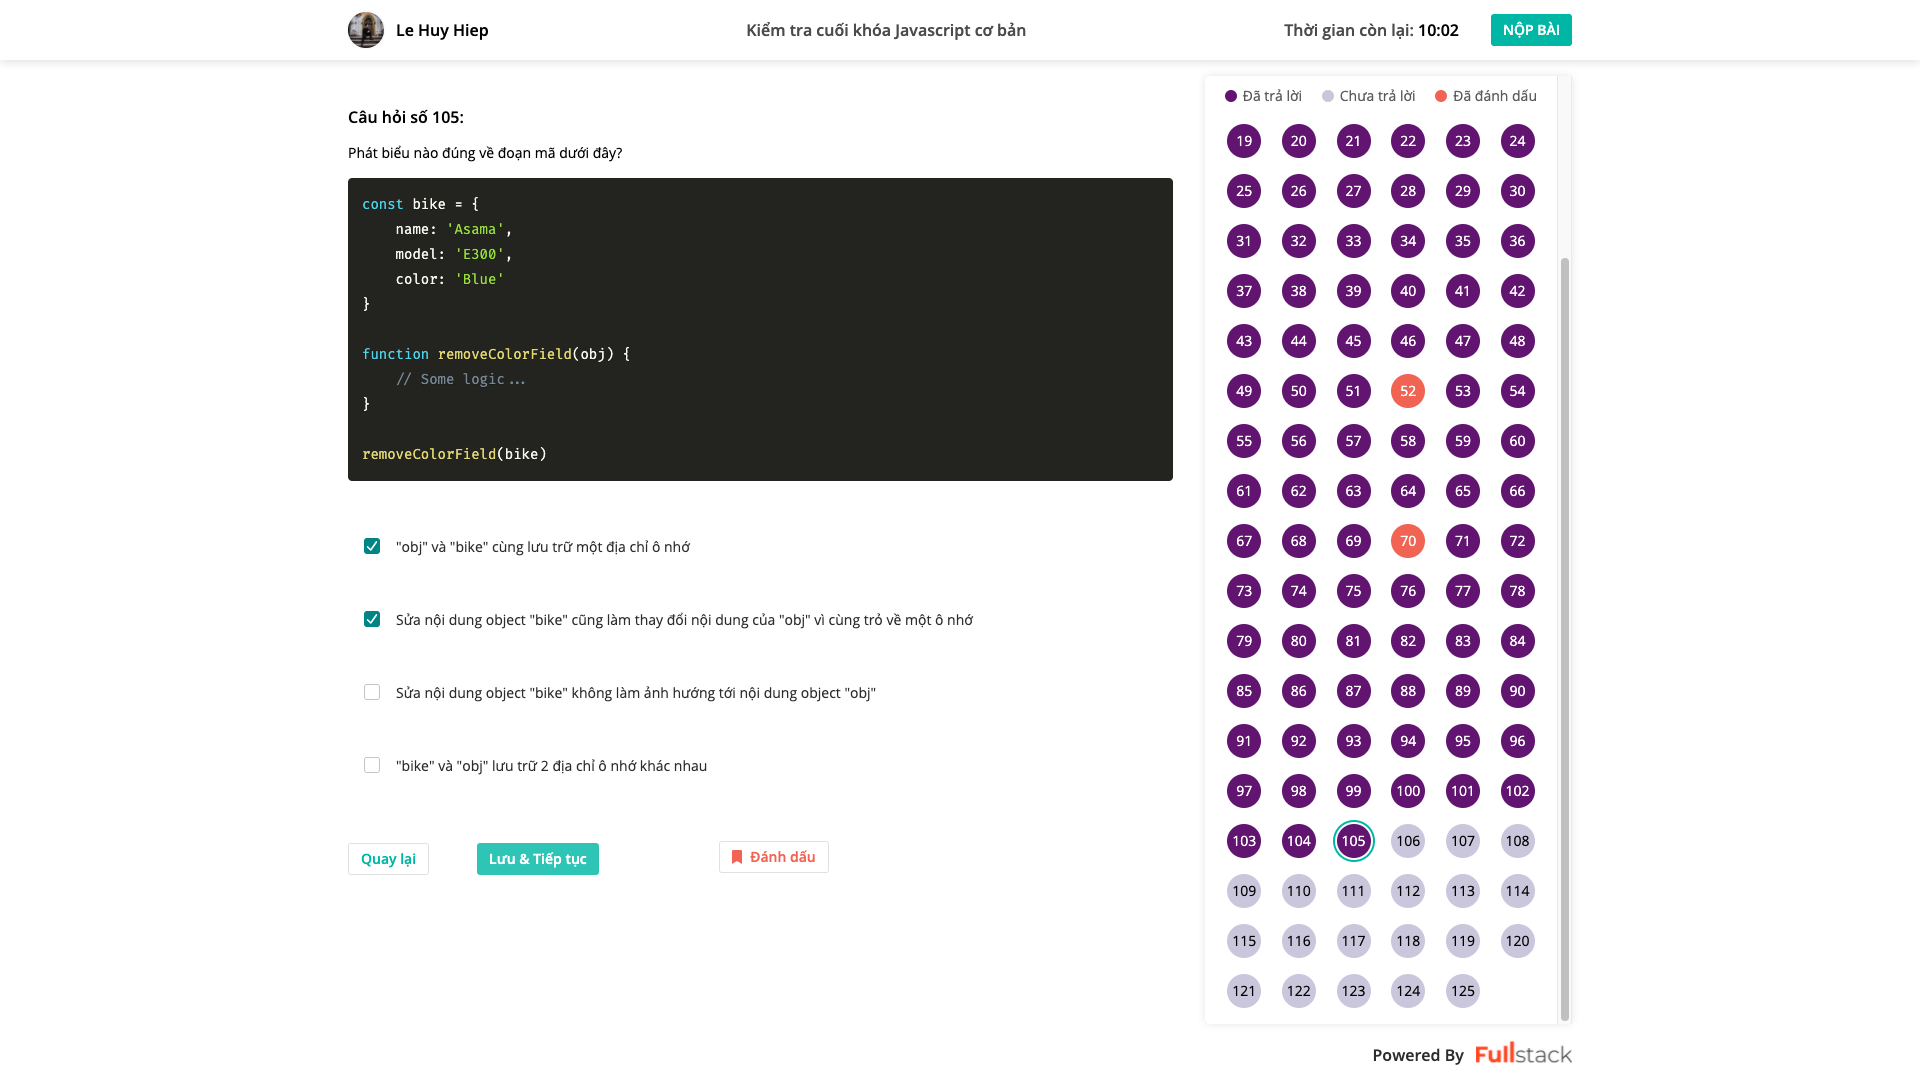 Le Huy Hiep
Kiểm tra cuối khóa Javascript cơ bản
Thời gian còn lại: 10:02
NỘP BÀI
Câu hỏi số 105:
Phát biểu nào đúng về đoạn mã dưới đây?
const bike = {
    name: 'Asama',
    model: 'E300',
    color: 'Blue'
}
function removeColorField(obj) {
    // Some logic...
}
removeColorField(bike)
"obj" và "bike" cùng lưu trữ một địa chỉ ô nhớ
Sửa nội dung object "bike" cũng làm thay đổi nội dung của "obj" vì cùng trỏ về một ô nhớ
Sửa nội dung object "bike" không làm ảnh hướng tới nội dung object "obj"
"bike" và "obj" lưu trữ 2 địa chỉ ô nhớ khác nhau
Quay lại
Lưu & Tiếp tục
Đánh dấu
Đã trả lời Chưa trả lời Đã đánh dấu
19 20 21 22 23 24
25 26 27 28 29 30
31 32 33 34 35 36
37 38 39 40 41 42
43 44 45 46 47 48
49 50 51 52 53 54
55 56 57 58 59 60
61 62 63 64 65 66
67 68 69 70 71 72
73 74 75 76 77 78
79 80 81 82 83 84
85 86 87 88 89 90
91 92 93 94 95 96
97 98 99 100 101 102
103 104 105 106 107 108
109 110 111 112 113 114
115 116 117 118 119 120
121 122 123 124 125
Powered By Fullstack